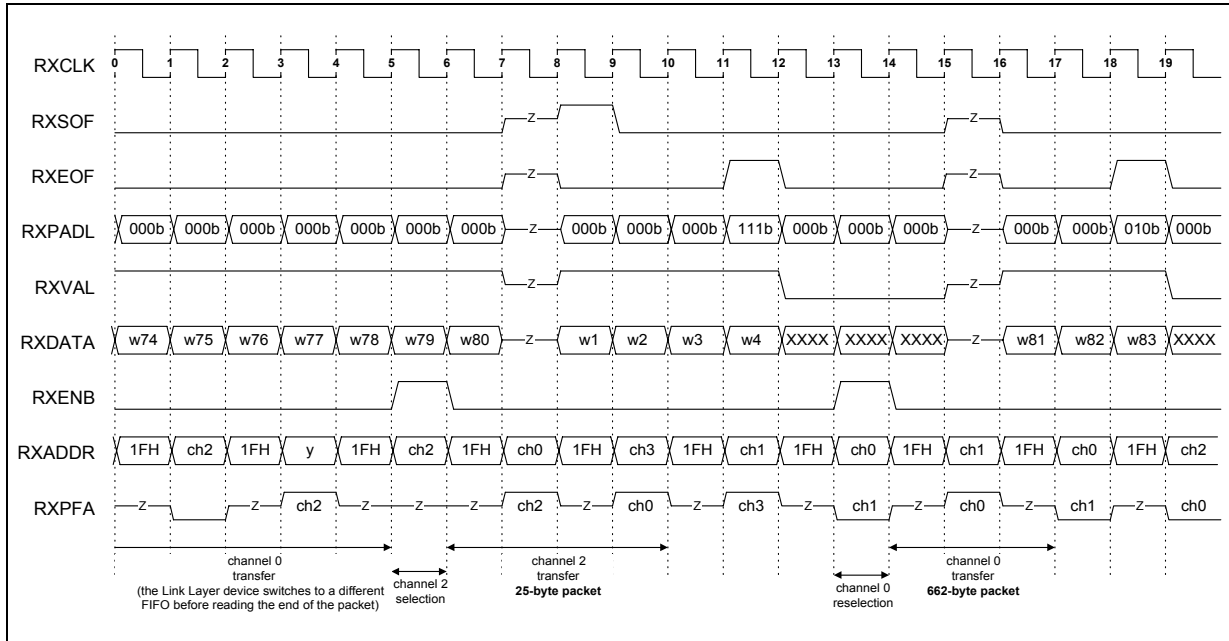 RXCLK 0 1 2 3 4 5 6 7 8 9 10 11 12 13 14 15 16 17 18 19
RXSOF Z Z
RXEOF Z Z
RXPADL 000b 000b 000b 000b 000b 000b 000b Z 000b 000b 000b 111b 000b 000b 000b Z 000b 000b 010b 000b
RXVAL Z Z
RXDATA w74 w75 w76 w77 w78 w79 w80 Z w1 w2 w3 w4 XXXX XXXX XXXX Z w81 w82 w83 XXXX
RXENB
RXADDR 1FH ch2 1FH y 1FH ch2 1FH ch0 1FH ch3 1FH ch1 1FH ch0 1FH ch1 1FH ch0 1FH ch2
RXPFA Z Z ch2 Z Z Z ch2 Z ch0 Z ch3 Z ch1 Z ch0 Z ch1 Z ch0
channel 0
transfer
(the Link Layer device switches to a different
FIFO before reading the end of the packet)
channel 2
selection
channel 2
transfer
25-byte packet
channel 0
reselection
channel 0
transfer
662-byte packet